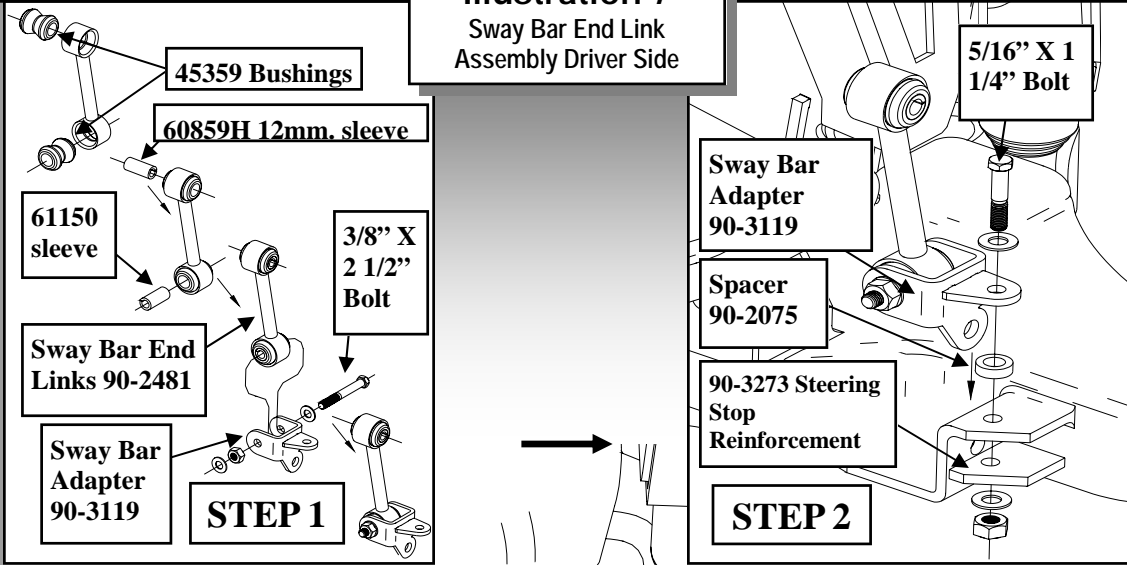 Illustration 7
Sway Bar End Link
Assembly Driver Side
45359 Bushings
60859H 12mm. sleeve
61150
sleeve
3/8” X
2 1/2”
Bolt
Sway Bar End
Links 90-2481
Sway Bar
Adapter
90-3119
STEP 1
5/16” X 1
1/4” Bolt
Sway Bar
Adapter
90-3119
Spacer
90-2075
90-3273 Steering
Stop
Reinforcement
STEP 2